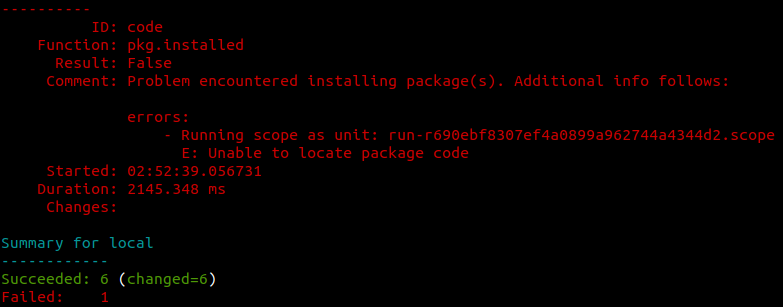 ----------
ID: code
Function: pkg.installed
Result: False
Comment: Problem encountered installing package(s). Additional info follows:
errors:
- Running scope as unit: run-r690ebf8307ef4a0899a962744a4344d2.scope
E: Unable to locate package code
Started: 02:52:39.056731
Duration: 2145.348 ms
Changes:
Summary for local
------------
Succeeded: 6 (changed=6)
Failed: 1